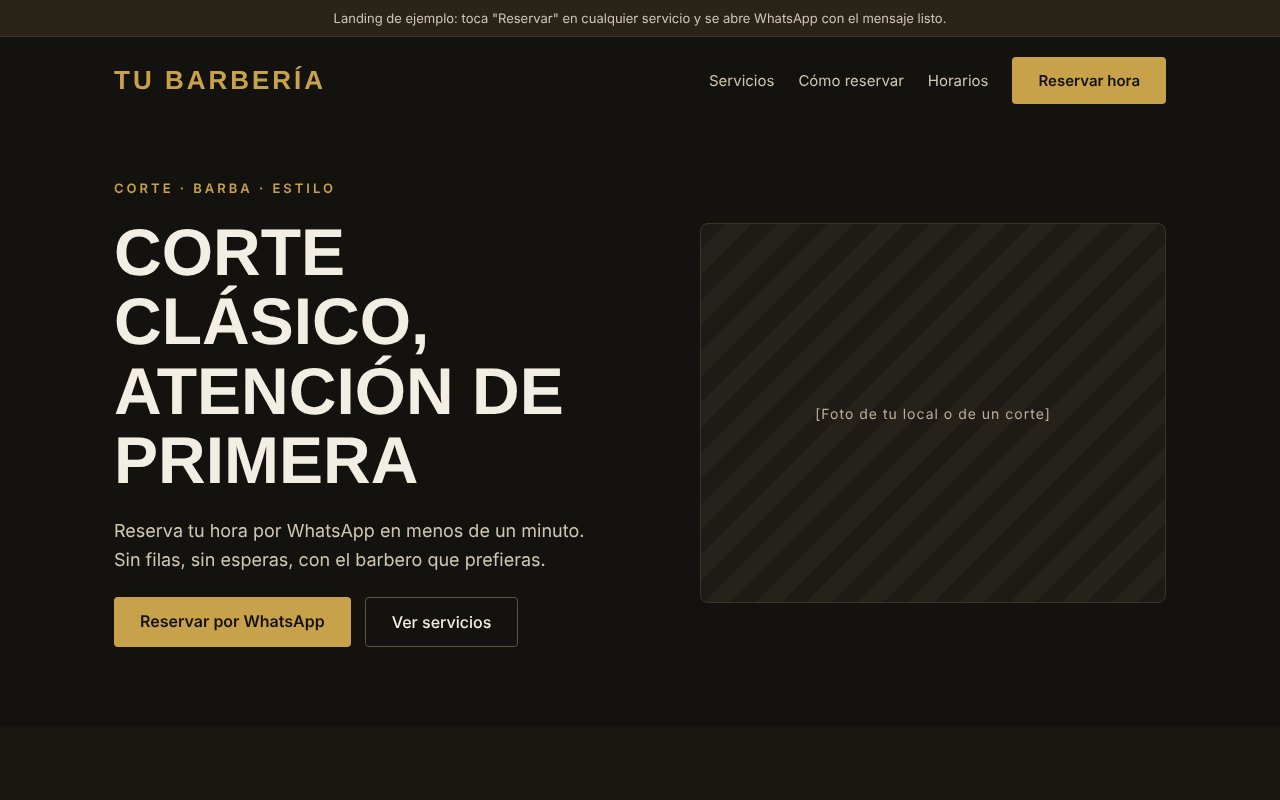 Landing de ejemplo: toca "Reservar" en cualquier servicio y se abre WhatsApp con el mensaje listo.
TU BARBERÍA
Servicios
Cómo reservar
Horarios
Reservar hora
CORTE · BARBA · ESTILO
CORTE
CLÁSICO,
ATENCIÓN DE
PRIMERA
Reserva tu hora por WhatsApp en menos de un minuto.
Sin filas, sin esperas, con el barbero que prefieras.
Reservar por WhatsApp
Ver servicios
[Foto de tu local o de un corte]